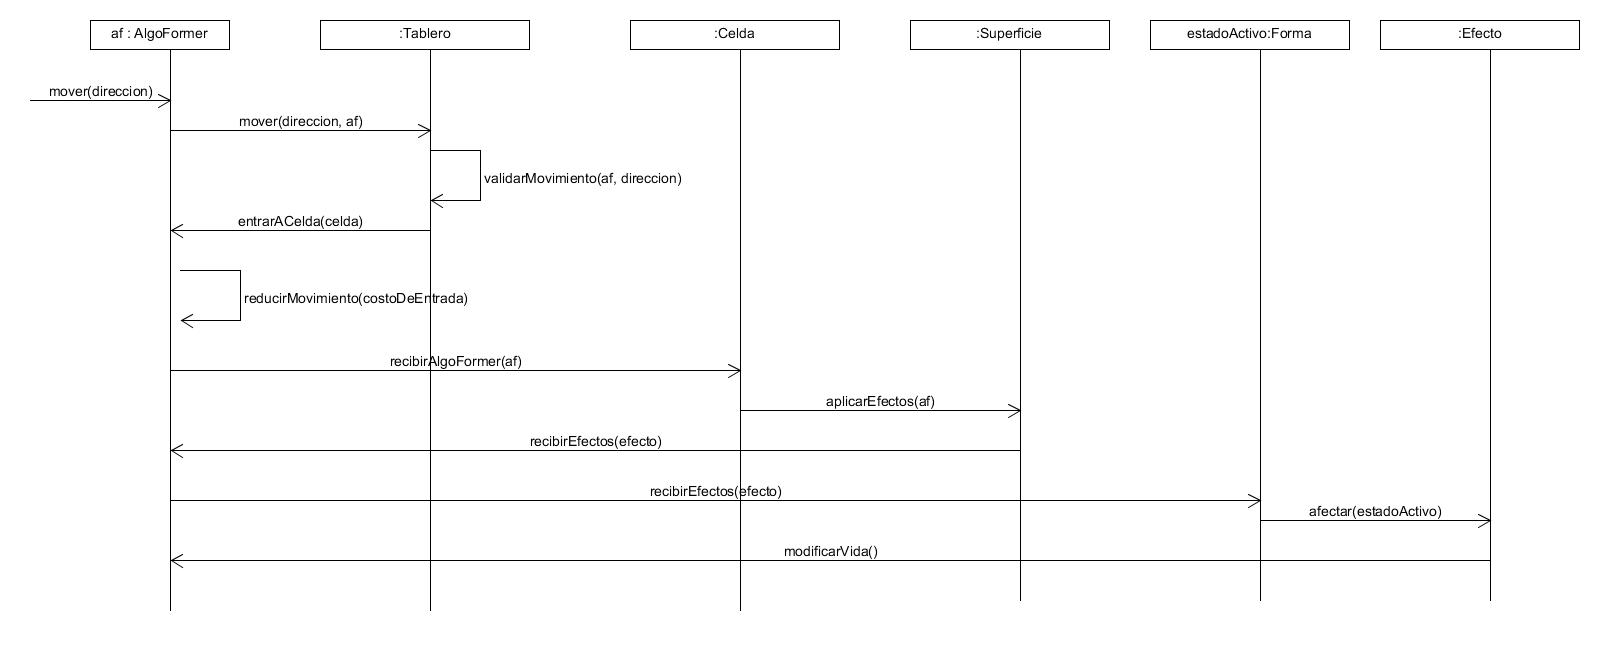 af : AlgoFormer
:Tablero
:Celda
:Superficie
estadoActivo:Forma
:Efecto
mover(direccion)
mover(direccion, af)
validarMovimiento(af, direccion)
entrarACelda(celda)
reducirMovimiento(costoDeEntrada)
recibirAlgoFormer(af)
aplicarEfectos(af)
recibirEfectos(efecto)
recibirEfectos(efecto)
afectar(estadoActivo)
modificarVida()